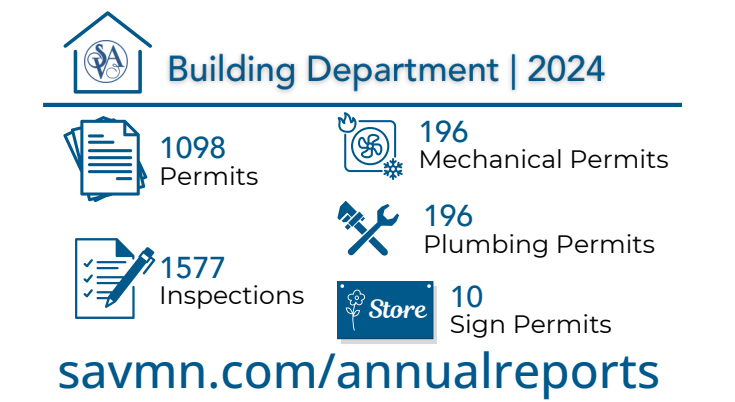 SAV
Building Department | 2024
1098
Permits
1577
Inspections
196
Mechanical Permits
196
Plumbing Permits
Store
10
Sign Permits
savmn.com/annualreports